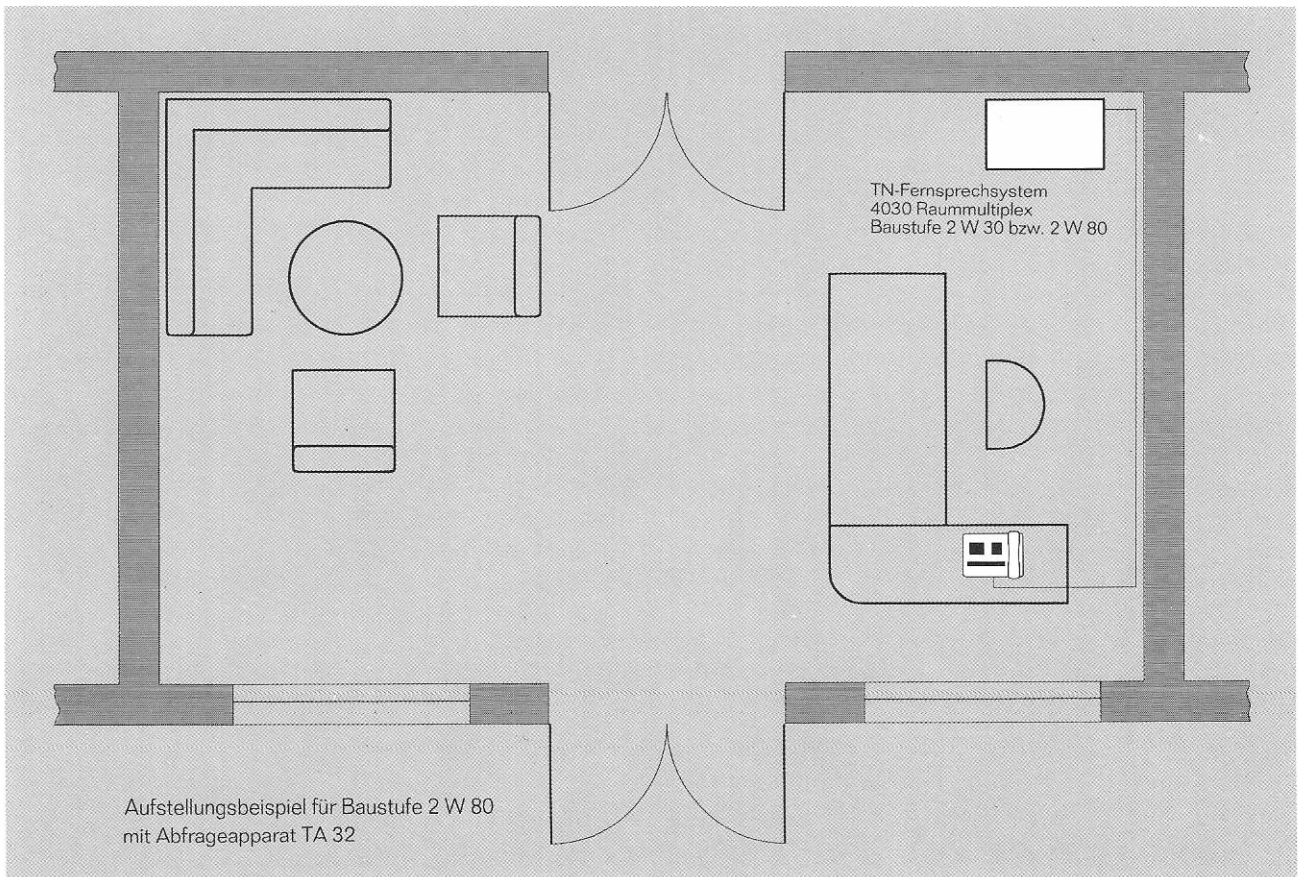 TN-Fernsprechsystem
4030 Raummultiplex
Baustufe 2 W 30 bzw. 2 W 80
Aufstellungsbeispiel für Baustufe 2 W 80
mit Abfrageapparat TA 32